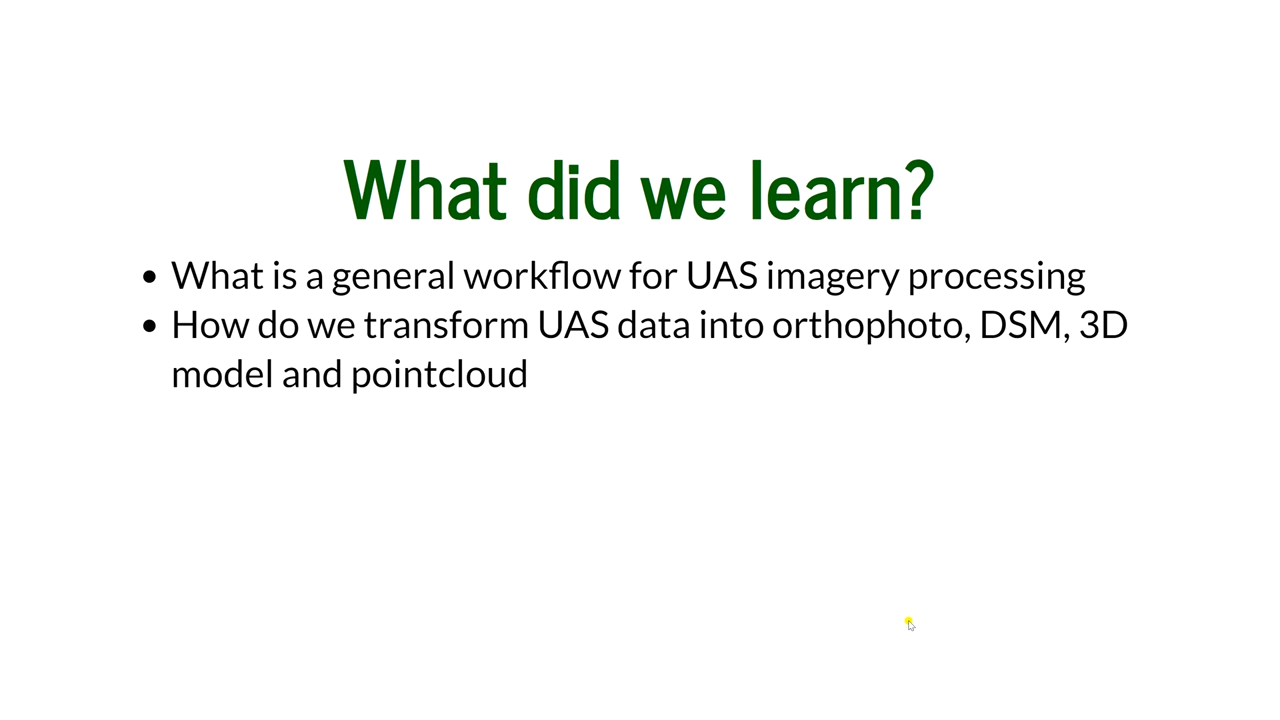 What did we learn?
• What is a general workflow for UAS imagery processing
• How do we transform UAS data into orthophoto, DSM, 3D
model and pointcloud